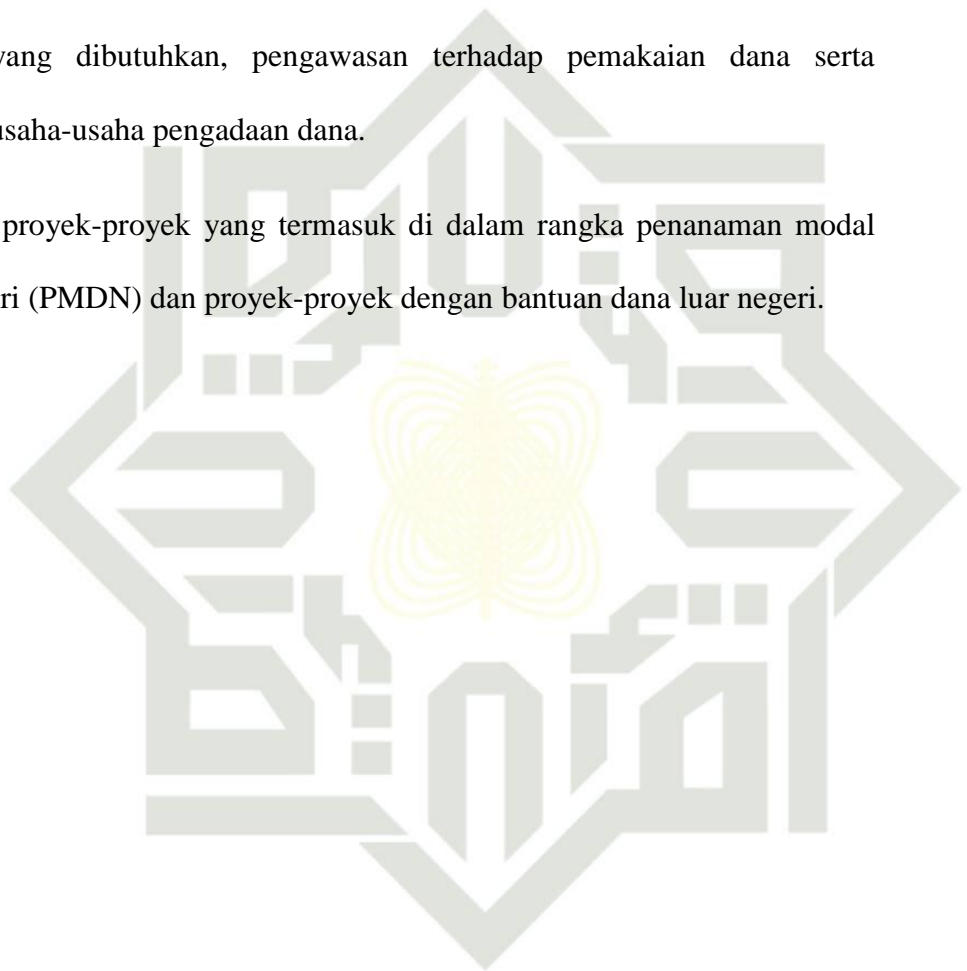 yang dibutuhkan, pengawasan terhadap pemakaian dana serta
usaha-usaha pengadaan dana.
proyek-proyek yang termasuk di dalam rangka penanaman modal
ri (PMDN) dan proyek-proyek dengan bantuan dana luar negeri.